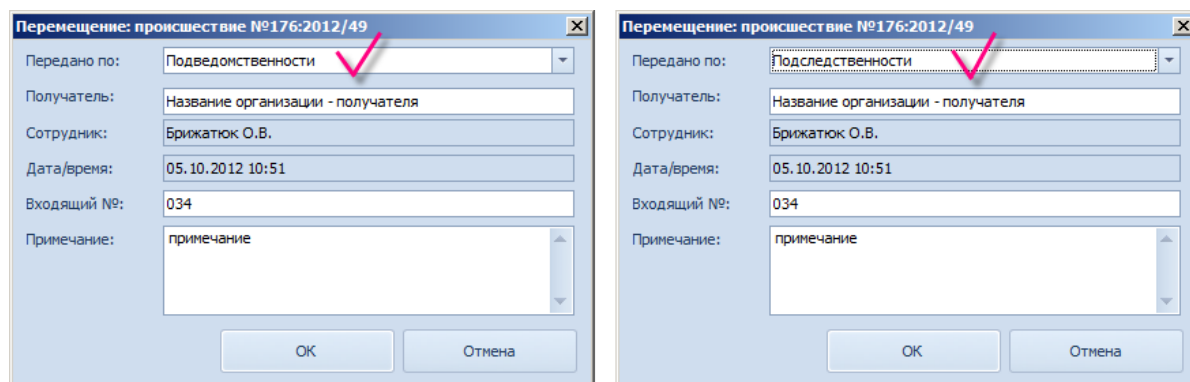 Перемещение: происшествие №176:2012/49
Передано по: Подведомственности
Получатель: Название организации - получателя
Сотрудник: Брижатюк О.В.
Дата/время: 05.10.2012 10:51
Входящий №: 034
Примечание: примечание
ОК Отмена
Перемещение: происшествие №176:2012/49
Передано по: Подследственности
Получатель: Название организации - получателя
Сотрудник: Брижатюк О.В.
Дата/время: 05.10.2012 10:51
Входящий №: 034
Примечание: примечание
ОК Отмена